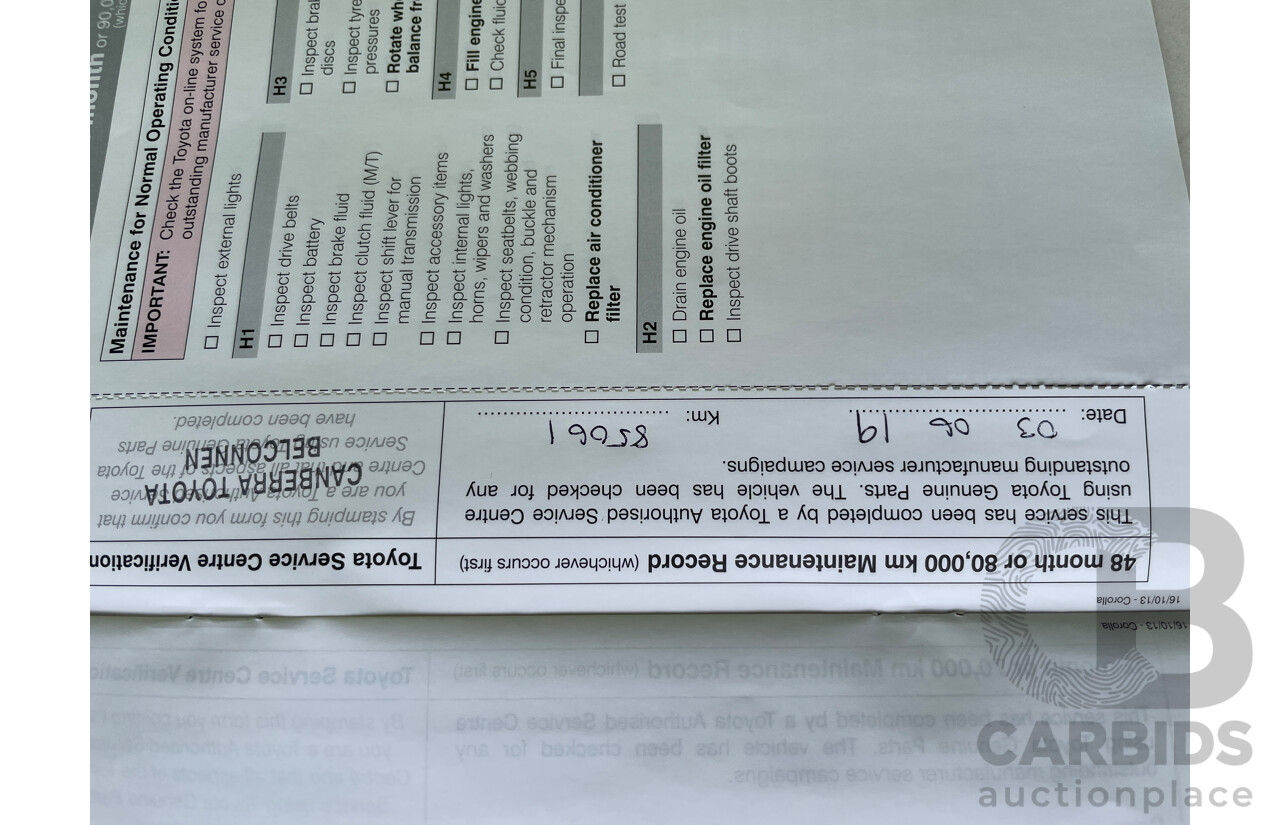 Maintenance for Normal Operating Conditi
IMPORTANT: Check the Toyota on-line system fo
outstanding manufacturer service c
☐ Inspect external lights
H1
☐ Inspect drive belts
☐ Inspect battery
☐ Inspect brake fluid
☐ Inspect clutch fluid (M/T)
☐ Inspect shift lever for
manual transmission
☐ Inspect accessory items
☐ Inspect internal lights,
horns, wipers and washers
☐ Inspect seatbelts, webbing
condition, buckle and
retractor mechanism
operation
☐ Replace air conditioner
filter
H2
☐ Drain engine oil
☐ Replace engine oil filter
☐ Inspect drive shaft boots
H3
☐ Inspect bra
discs
☐ Inspect tyre
pressures
☐ Rotate wh
balance fr
H4
☐ Fill engine
☐ Check fluid
H5
☐ Final inspe
☐ Road test
16/10/13 - Corolla
16/10/13 - Corolla
48 month or 80,000 km Maintenance Record (whichever occurs first)
This service has been completed by a Toyota Authorised Service Centre
using Toyota Genuine Parts. The vehicle has been checked for any
outstanding manufacturer service campaigns.
Date: 03 06 19 Km: 85061
Toyota Service Centre Verification
By stamping this form you confirm that
you are a Toyota Authorised Service
Centre and that all aspects of the Toyota
Service using Toyota Genuine Parts
have been completed.
CANBERRA TOYOTA
BELCONNEN
CARBIDS
auctionplace